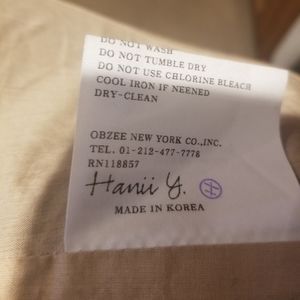 DO NOT WASH
DO NOT TUMBLE DRY
DO NOT USE CHLORINE BLEACH
COOL IRON IF NEENED
DRY-CLEAN
OBZEE NEW YORK CO.,INC.
TEL. 01-212-477-7778
RN118857
Hanii Y.
MADE IN KOREA